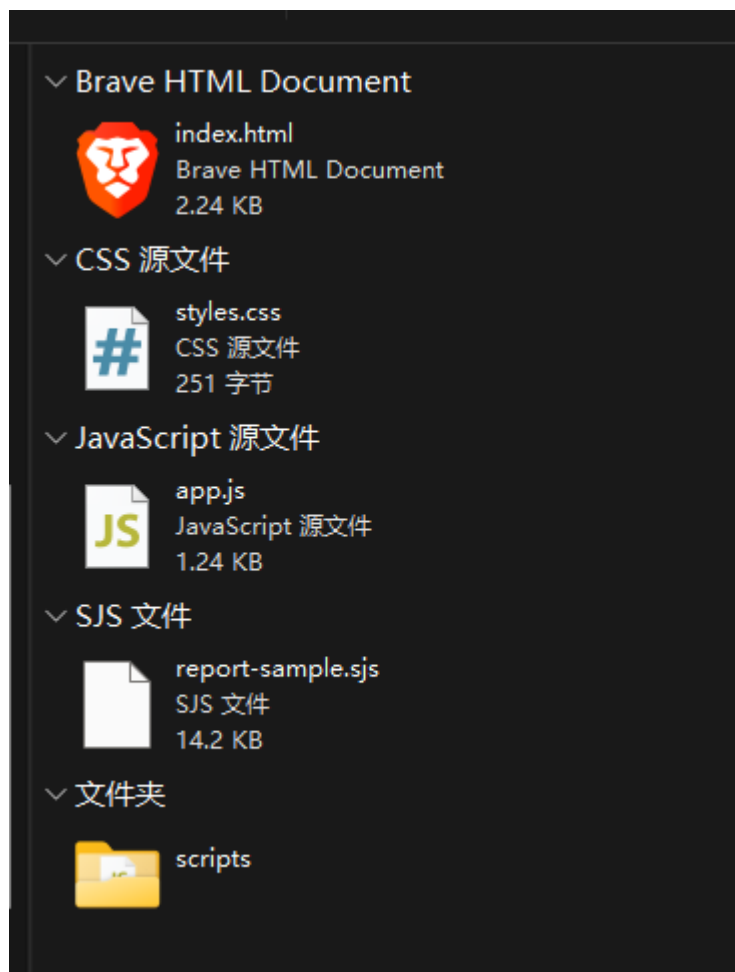 Brave HTML Document
index.html
Brave HTML Document
2.24 KB
CSS 源文件
styles.css
CSS 源文件
251 字节
JavaScript 源文件
JS
app.js
JavaScript 源文件
1.24 KB
SJS 文件
report-sample.sjs
SJS 文件
14.2 KB
文件夹
scripts